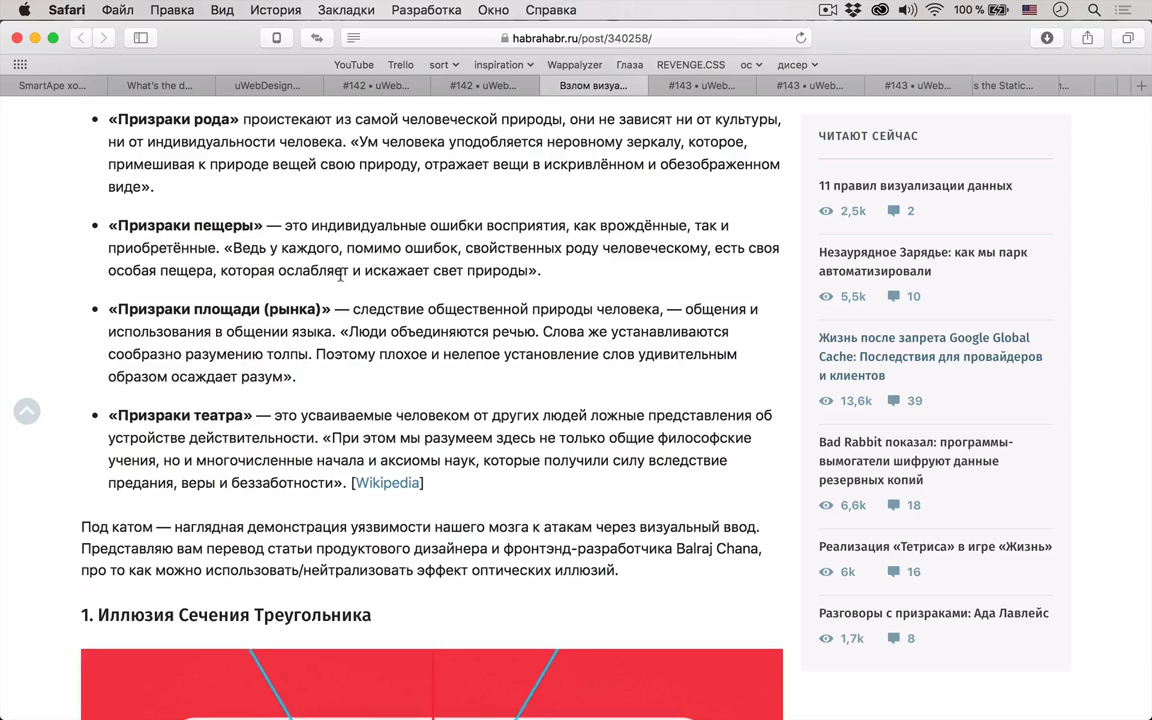 Safari Файл Правка Вид История Закладки Разработка Окно Справка 100 %
habrahabr.ru/post/340258/
YouTube Trello sort inspiration Wappalyzer Глаза REVENGE.CSS ос дисер
SmartApe хо... What's the d... uWebDesign... #142 • uWeb... #142 • uWeb... Взлом визуа... #143 • uWeb... #143 • uWeb... #143 • uWeb... s the Static...
• «Призраки рода» проистекают из самой человеческой природы, они не зависят ни от культуры,
ни от индивидуальности человека. «Ум человека уподобляется неровному зеркалу, которое,
примешивая к природе вещей свою природу, отражает вещи в искривлённом и обезображенном
виде».
• «Призраки пещеры» — это индивидуальные ошибки восприятия, как врождённые, так и
приобретённые. «Ведь у каждого, помимо ошибок, свойственных роду человеческому, есть своя
особая пещера, которая ослабляет и искажает свет природы».
• «Призраки площади (рынка)» — следствие общественной природы человека, — общения и
использования в общении языка. «Люди объединяются речью. Слова же устанавливаются
сообразно разумению толпы. Поэтому плохое и нелепое установление слов удивительным
образом осаждает разум».
• «Призраки театра» — это усваиваемые человеком от других людей ложные представления об
устройстве действительности. «При этом мы разумеем здесь не только общие философские
учения, но и многочисленные начала и аксиомы наук, которые получили силу вследствие
предания, веры и беззаботности». [Wikipedia]
Под катом — наглядная демонстрация уязвимости нашего мозга к атакам через визуальный ввод.
Представляю вам перевод статьи продуктового дизайнера и фронтэнд-разработчика Balraj Chana,
про то как можно использовать/нейтрализовать эффект оптических иллюзий.
1. Иллюзия Сечения Треугольника
ЧИТАЮТ СЕЙЧАС
11 правил визуализации данных
2,5k 2
Незаурядное Зарядье: как мы парк
автоматизировали
5,5k 10
Жизнь после запрета Google Global
Cache: Последствия для провайдеров
и клиентов
13,6k 39
Bad Rabbit показал: программы-
вымогатели шифруют данные
резервных копий
6,6k 18
Реализация «Тетриса» в игре «Жизнь»
6k 16
Разговоры с призраками: Ада Лавлейс
1,7k 8